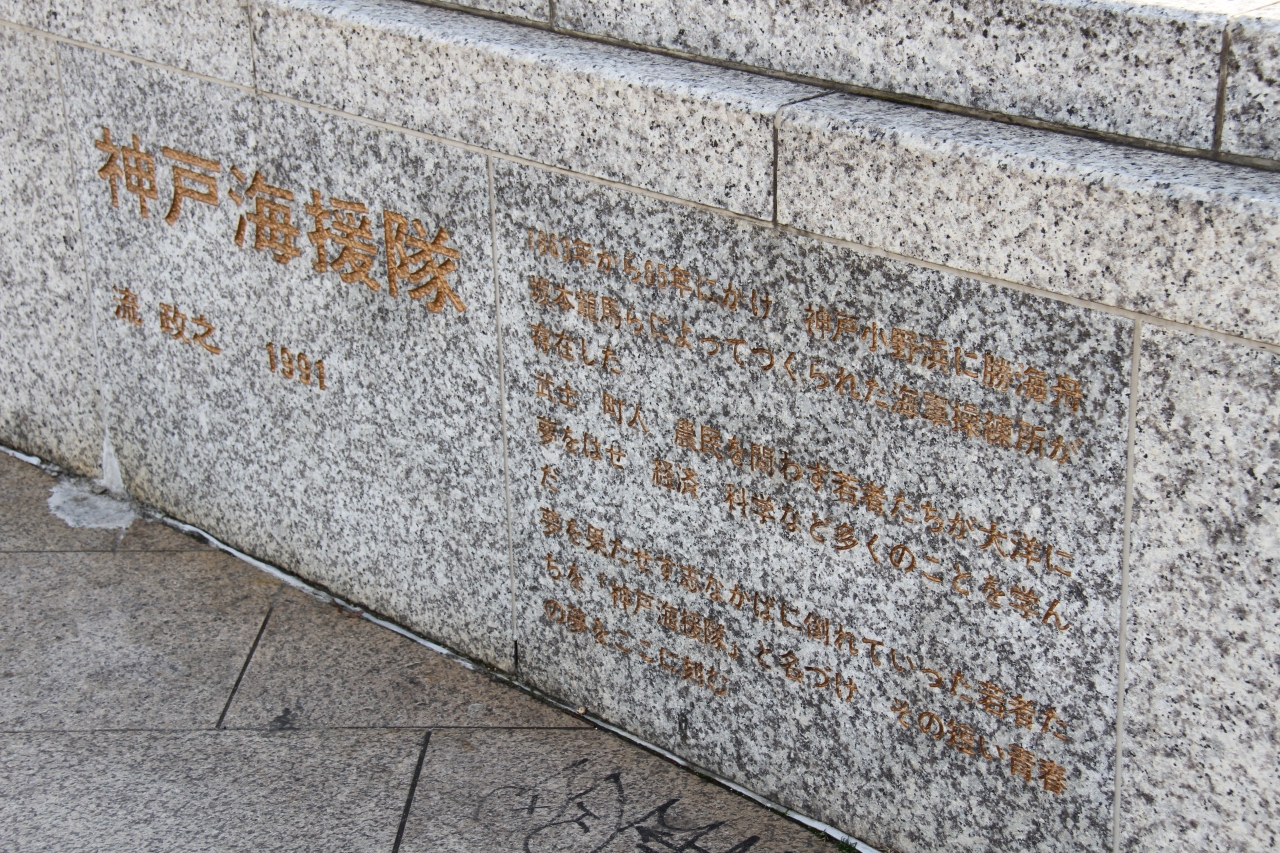 神戸海援隊
流 政之 1991
1863年から65年にかけ 神戸小野浜に勝海舟
坂本龍馬らによってつくられた海軍操練所が
存在した
武士 町人 農民を問わず若者たちが大洋に
夢をはせ 経済 科学など多くのことを学ん
だ
夢を果たせず志なかばに倒れていった若者た
ちを『神戸海援隊』と名づけ その短い青春
の夢をここに刻む